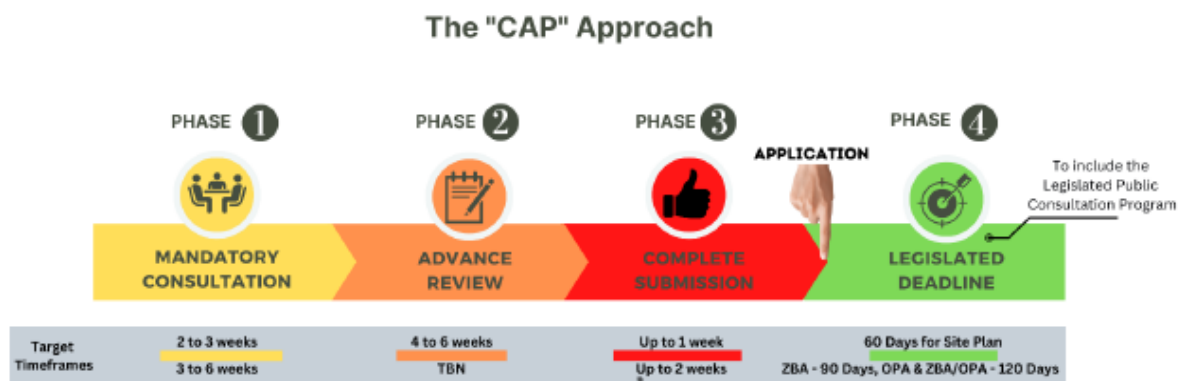 The "CAP" Approach
PHASE 1
PHASE 2
PHASE 3
PHASE 4
APPLICATION
To include the
Legislated Public
Consultation Program
MANDATORY
CONSULTATION
ADVANCE
REVIEW
COMPLETE
SUBMISSION
LEGISLATED
DEADLINE
Target
Timeframes
2 to 3 weeks
3 to 6 weeks
4 to 6 weeks
TBN
Up to 1 week
Up to 2 weeks
60 Days for Site Plan
ZBA - 90 Days, OPA & ZBA/OPA - 120 Days